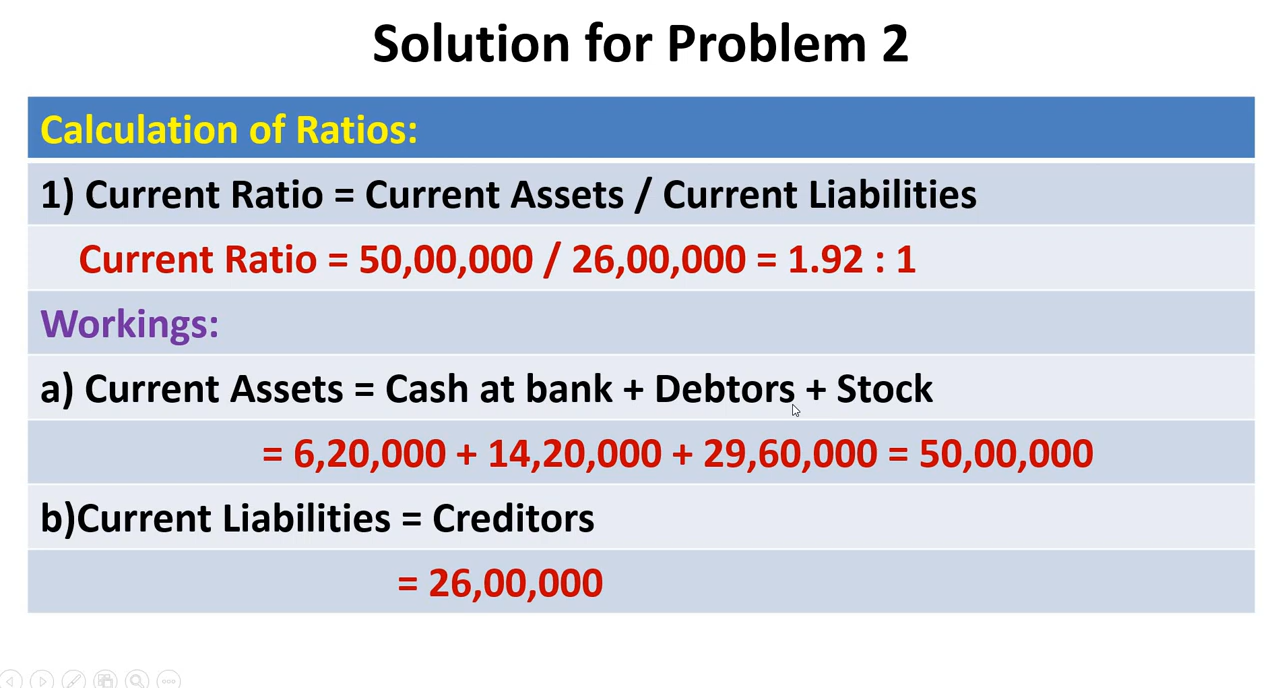 Solution for Problem 2
Calculation of Ratios:
1) Current Ratio = Current Assets / Current Liabilities
Current Ratio = 50,00,000 / 26,00,000 = 1.92 : 1
Workings:
a) Current Assets = Cash at bank + Debtors + Stock
= 6,20,000 + 14,20,000 + 29,60,000 = 50,00,000
b)Current Liabilities = Creditors
= 26,00,000